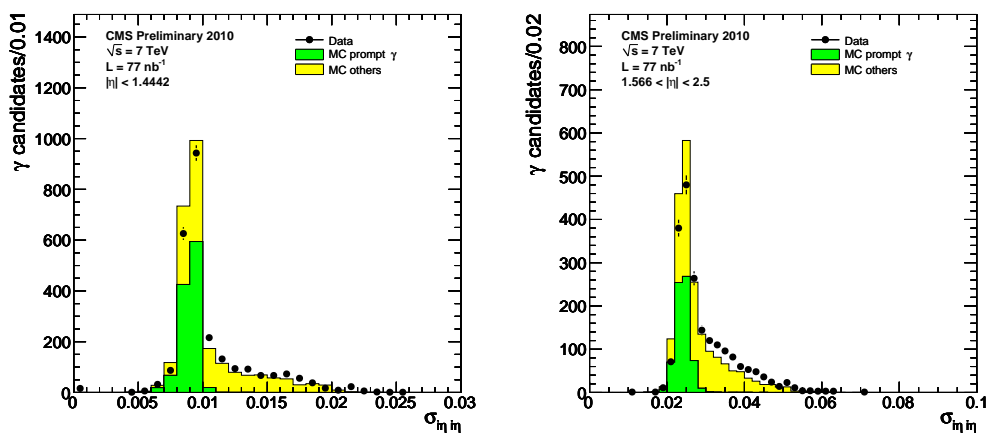 γ candidates/0.01
1400
1200
1000
800
600
400
200
0
CMS Preliminary 2010
√s = 7 TeV
L = 77 nb⁻¹
|η| < 1.4442
Data
MC prompt γ
MC others
0 0.005 0.01 0.015 0.02 0.025 0.03
σiη iη
γ candidates/0.02
800
700
600
500
400
300
200
100
0
CMS Preliminary 2010
√s = 7 TeV
L = 77 nb⁻¹
1.566 < |η| < 2.5
Data
MC prompt γ
MC others
0 0.02 0.04 0.06 0.08 0.1
σiη iη